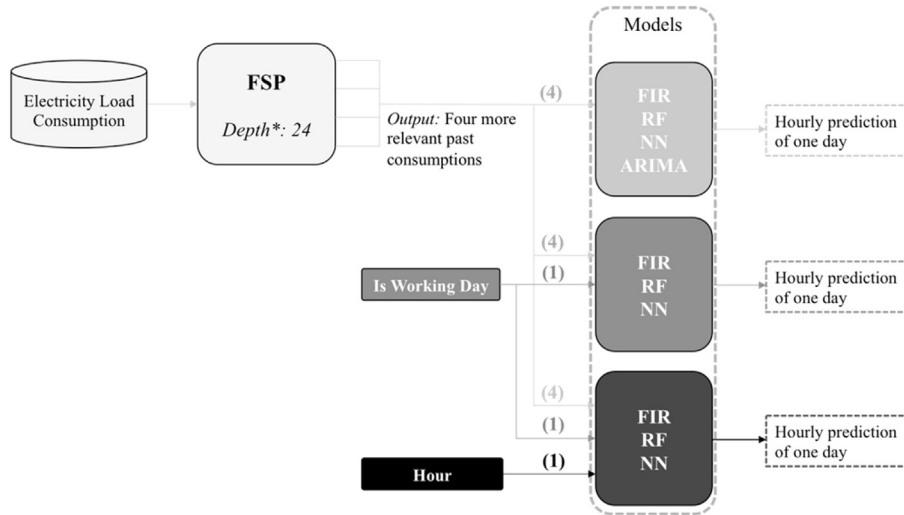 Models
Electricity Load
Consumption
FSP
Depth*: 24
Output: Four more
relevant past
consumptions
(4)
FIR
RF
NN
ARIMA
Hourly prediction
of one day
(4)
Is Working Day
(1)
FIR
RF
NN
Hourly prediction
of one day
(4)
(1)
Hour
(1)
FIR
RF
NN
Hourly prediction
of one day